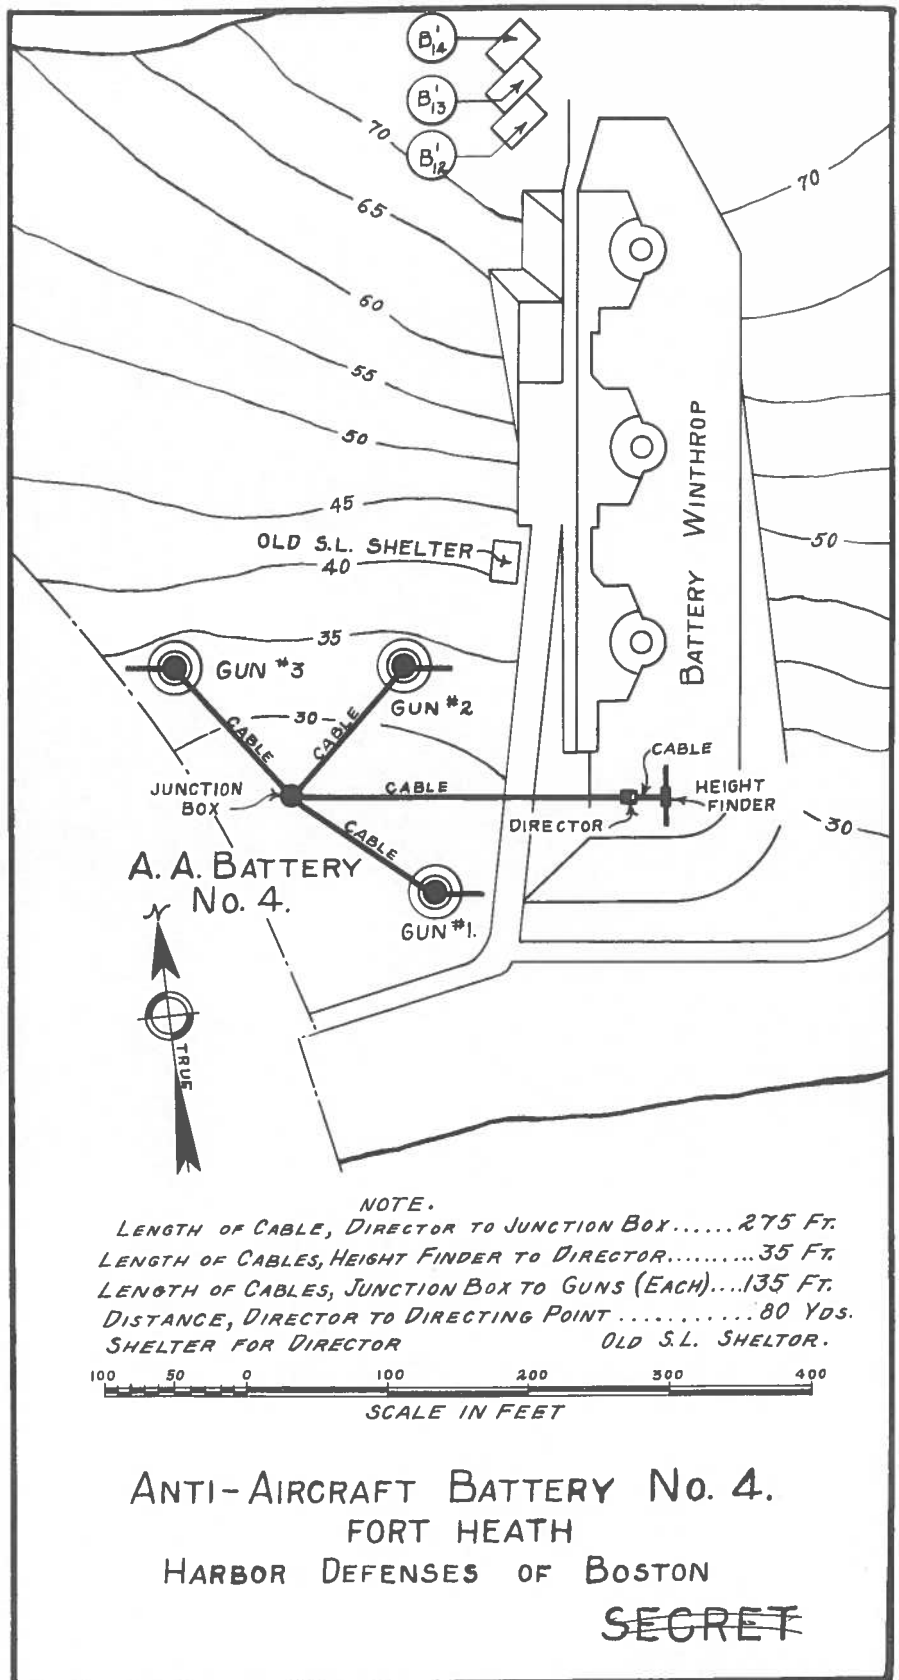 B'14
B'13
B'12
70
70
65
60
55
50
45
OLD S.L. SHELTER
40
50
BATTERY WINTHROP
35
GUN #3
GUN #2
30
CABLE
CABLE
CABLE
JUNCTION
BOX
CABLE
HEIGHT
FINDER
DIRECTOR
30
CABLE
A. A. BATTERY
No. 4.
GUN #1.
N
TRUE
NOTE.
LENGTH OF CABLE, DIRECTOR TO JUNCTION BOX......275 FT.
LENGTH OF CABLES, HEIGHT FINDER TO DIRECTOR.........35 FT.
LENGTH OF CABLES, JUNCTION BOX TO GUNS (EACH)....135 FT.
DISTANCE, DIRECTOR TO DIRECTING POINT ............80 YDS.
SHELTER FOR DIRECTOR OLD S.L. SHELTOR.
100 50 0 100 200 300 400
SCALE IN FEET
ANTI-AIRCRAFT BATTERY No. 4.
FORT HEATH
HARBOR DEFENSES OF BOSTON
SECRET